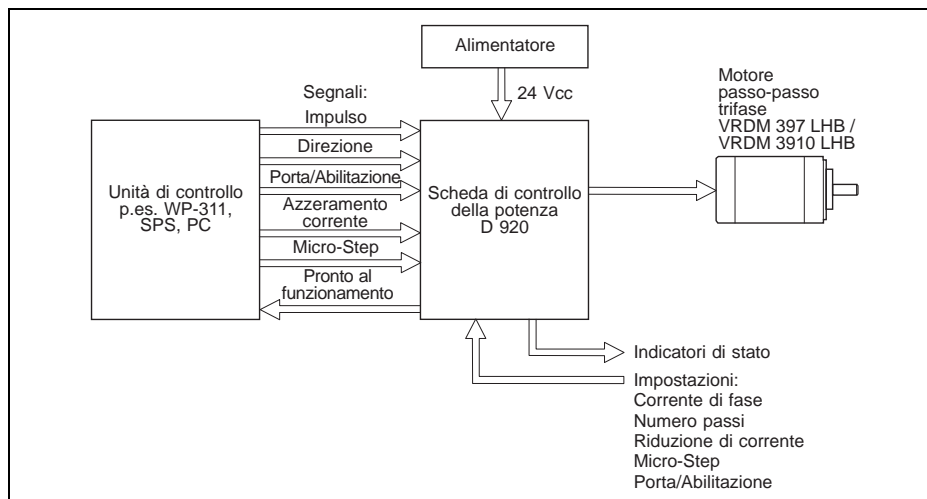 Alimentatore
24 Vcc
Segnali:
Impulso
Direzione
Porta/Abilitazione
Azzeramento
corrente
Micro-Step
Pronto al
funzionamento
Unità di controllo
p.es. WP-311,
SPS, PC
Scheda di controllo
della potenza
D 920
Motore
passo-passo
trifase
VRDM 397 LHB /
VRDM 3910 LHB
Indicatori di stato
Impostazioni:
Corrente di fase
Numero passi
Riduzione di corrente
Micro-Step
Porta/Abilitazione